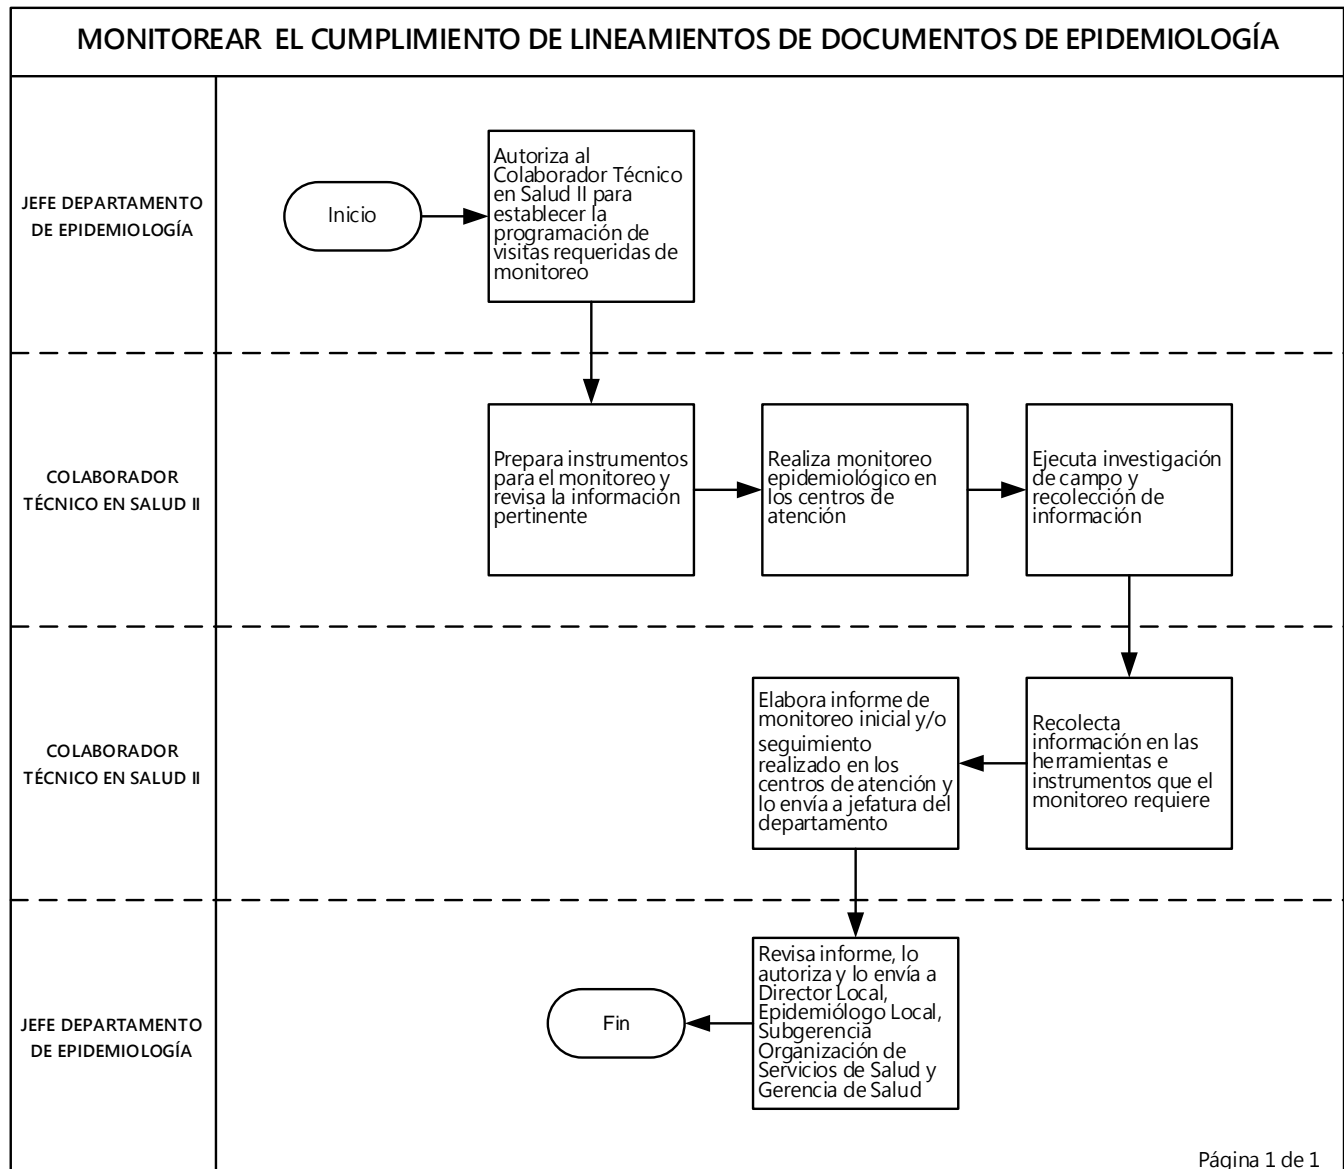 MONITOREAR EL CUMPLIMIENTO DE LINEAMIENTOS DE DOCUMENTOS DE EPIDEMIOLOGÍA
JEFE DEPARTAMENTO
DE EPIDEMIOLOGÍA
Inicio
Autoriza al
Colaborador Técnico
en Salud II para
establecer la
programación de
visitas requeridas de
monitoreo
COLABORADOR
TÉCNICO EN SALUD II
Prepara instrumentos
para el monitoreo y
revisa la información
pertinente
Realiza monitoreo
epidemiológico en
los centros de
atención
Ejecuta investigación
de campo y
recolección de
información
COLABORADOR
TÉCNICO EN SALUD II
Elabora informe de
monitoreo inicial y/o
seguimiento
realizado en los
centros de atención y
lo envía a jefatura del
departamento
Recolecta
información en las
herramientas e
instrumentos que el
monitoreo requiere
JEFE DEPARTAMENTO
DE EPIDEMIOLOGÍA
Fin
Revisa informe, lo
autoriza y lo envía a
Director Local,
Epidemiólogo Local,
Subgerencia
Organización de
Servicios de Salud y
Gerencia de Salud
Página 1 de 1